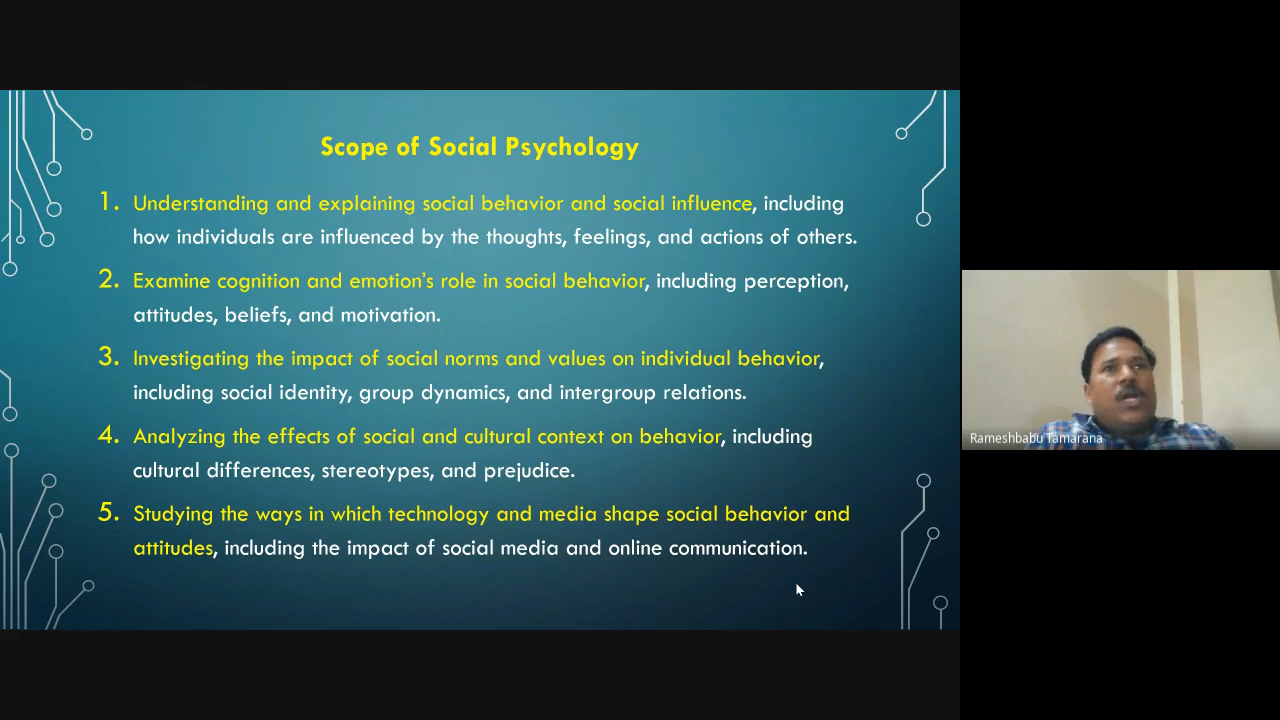 Scope of Social Psychology
1. Understanding and explaining social behavior and social influence, including
how individuals are influenced by the thoughts, feelings, and actions of others.
2. Examine cognition and emotion’s role in social behavior, including perception,
attitudes, beliefs, and motivation.
3. Investigating the impact of social norms and values on individual behavior,
including social identity, group dynamics, and intergroup relations.
4. Analyzing the effects of social and cultural context on behavior, including
cultural differences, stereotypes, and prejudice.
5. Studying the ways in which technology and media shape social behavior and
attitudes, including the impact of social media and online communication.
Rameshbabu Tamarana